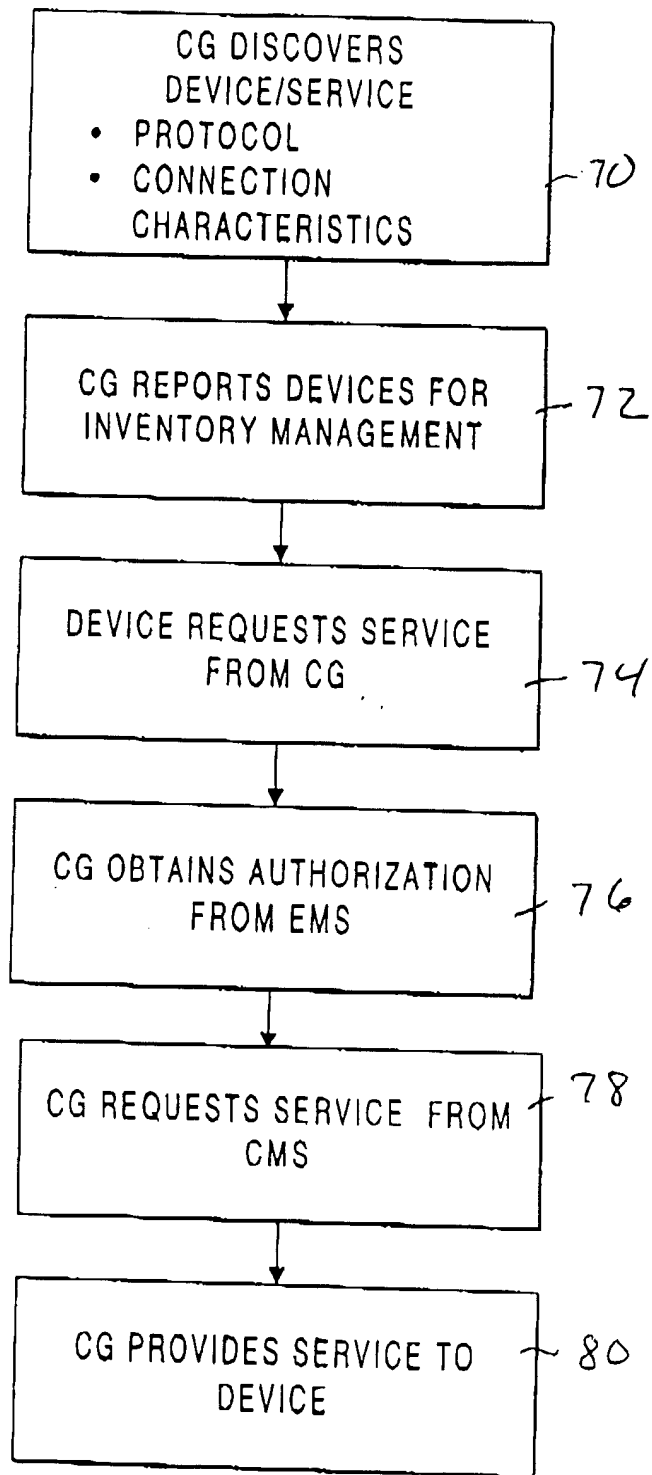 CG DISCOVERS
DEVICE/SERVICE
• PROTOCOL
• CONNECTION
CHARACTERISTICS
70
CG REPORTS DEVICES FOR
INVENTORY MANAGEMENT
72
DEVICE REQUESTS SERVICE
FROM CG
74
CG OBTAINS AUTHORIZATION
FROM EMS
76
CG REQUESTS SERVICE FROM
CMS
78
CG PROVIDES SERVICE TO
DEVICE
80